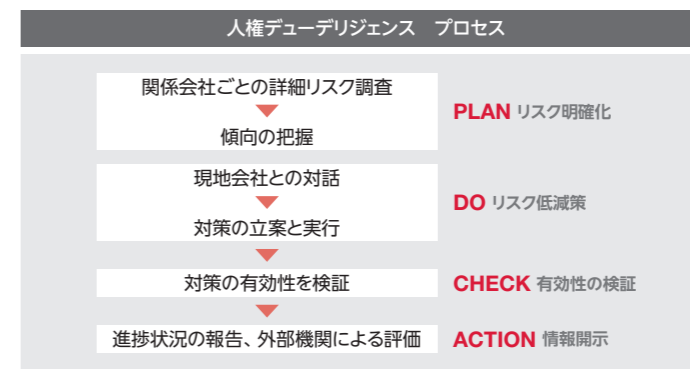 人権デューデリジェンス　プロセス
関係会社ごとの詳細リスク調査
傾向の把握
PLAN リスク明確化
現地会社との対話
対策の立案と実行
DO リスク低減策
対策の有効性を検証
CHECK 有効性の検証
進捗状況の報告、外部機関による評価
ACTION 情報開示